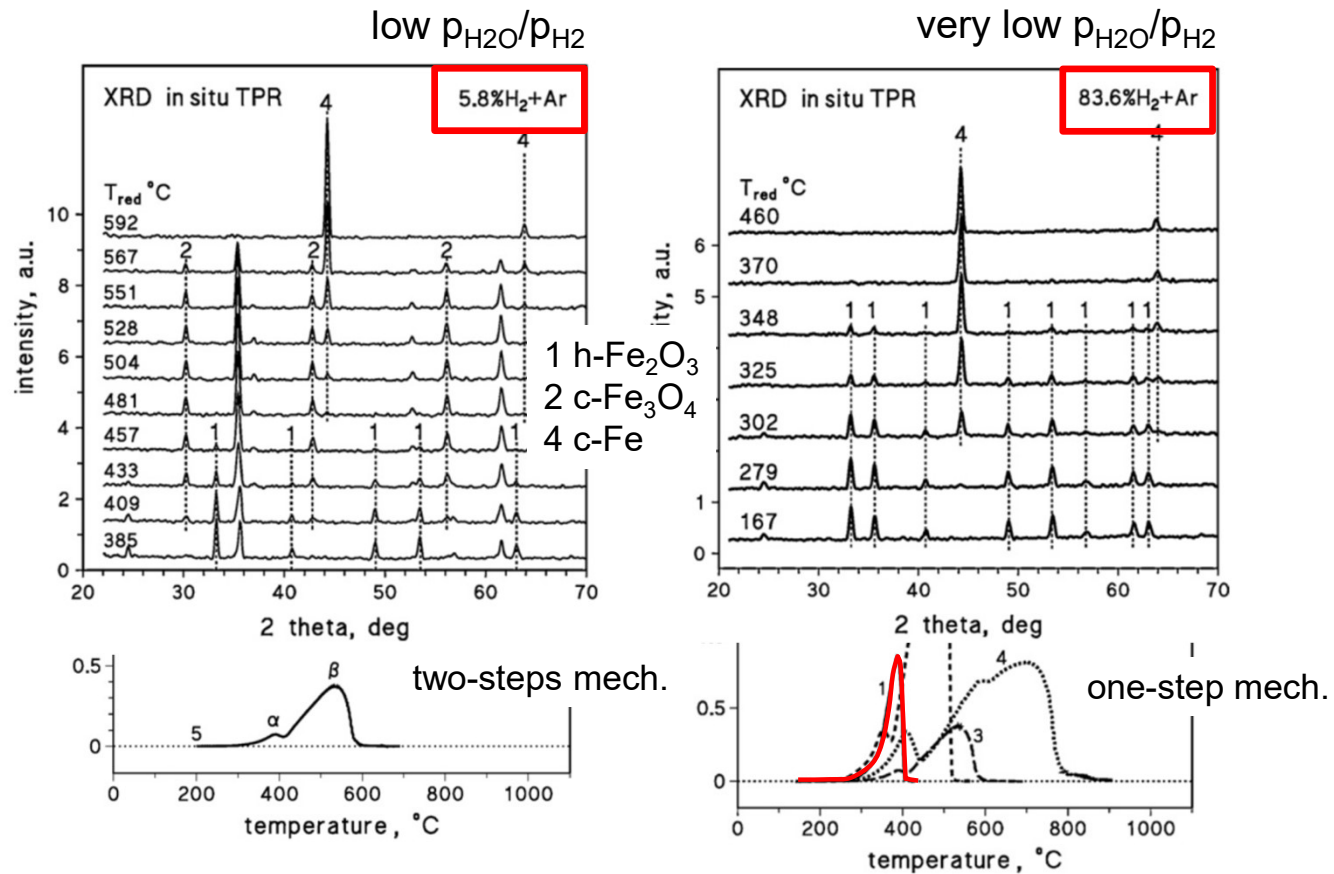 low pH2O/pH2
XRD in situ TPR
5.8%H2+Ar
4
4
Tred °C
592
2 2 2
567
551
528
504
481
1 1 1 1 1
457
433
409
385
10
8
6
4
2
0
intensity, a.u.
20 30 40 50 60 70
2 theta, deg
very low pH2O/pH2
XRD in situ TPR
83.6%H2+Ar
4
4
Tred °C
460
370
1 1 1 1 1 1 1 1
348
325
302
279
167
6
5
1
0
ity, a.u.
20 30 40 50 60 70
2 theta, deg
1 h-Fe2O3
2 c-Fe3O4
4 c-Fe
0.5
0
5
α
β
two-steps mech.
0 200 400 600 800 1000
temperature, °C
0.5
0
1
4
3
one-step mech.
0 200 400 600 800 1000
temperature, °C